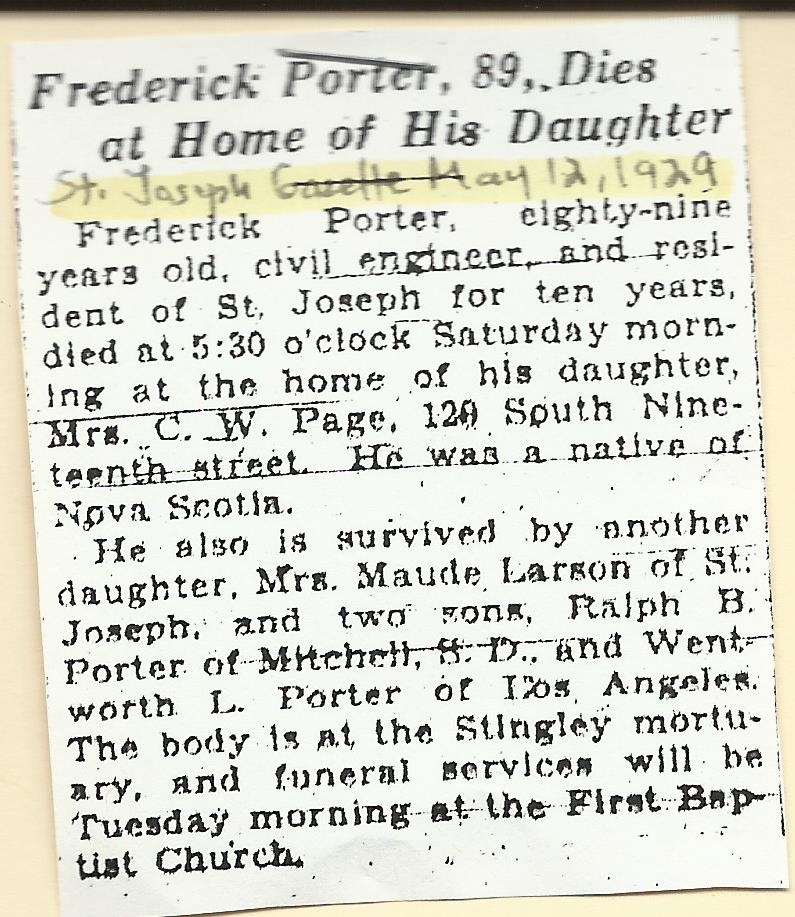 Frederick Porter, 89, Dies
at Home of His Daughter
St. Joseph Gazette May 12, 1929
Frederick Porter, eighty-nine
years old, civil engineer, and resi-
dent of St. Joseph for ten years,
died at 5:30 o'clock Saturday morn-
ing at the home of his daughter,
Mrs. C. W. Page, 120 South Nine-
teenth street. He was a native of
Nova Scotia.
He also is survived by another
daughter, Mrs. Maude Larson of St.
Joseph, and two sons, Ralph B.
Porter of Mitchell, S. D., and Went-
worth L. Porter of Los Angeles.
The body is at the Stingley mortu-
ary, and funeral services will be
Tuesday morning at the First Bap-
tist Church.